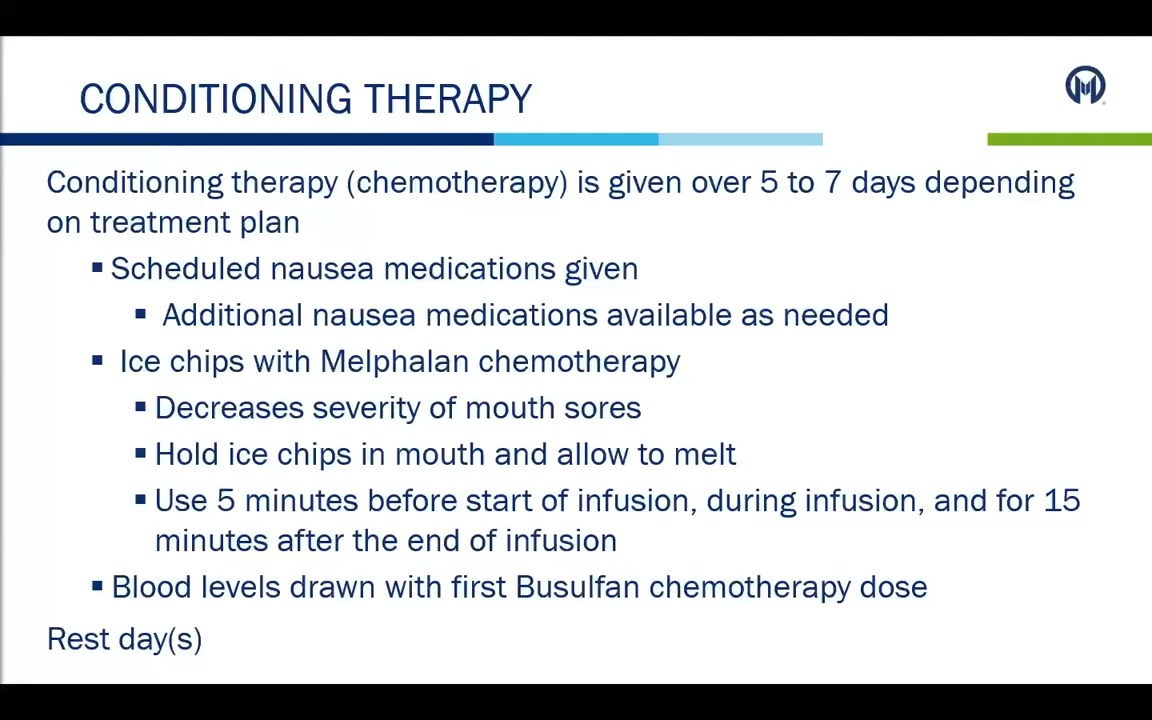 CONDITIONING THERAPY
Conditioning therapy (chemotherapy) is given over 5 to 7 days depending
on treatment plan
▪ Scheduled nausea medications given
▪ Additional nausea medications available as needed
▪ Ice chips with Melphalan chemotherapy
▪ Decreases severity of mouth sores
▪ Hold ice chips in mouth and allow to melt
▪ Use 5 minutes before start of infusion, during infusion, and for 15
minutes after the end of infusion
▪ Blood levels drawn with first Busulfan chemotherapy dose
Rest day(s)